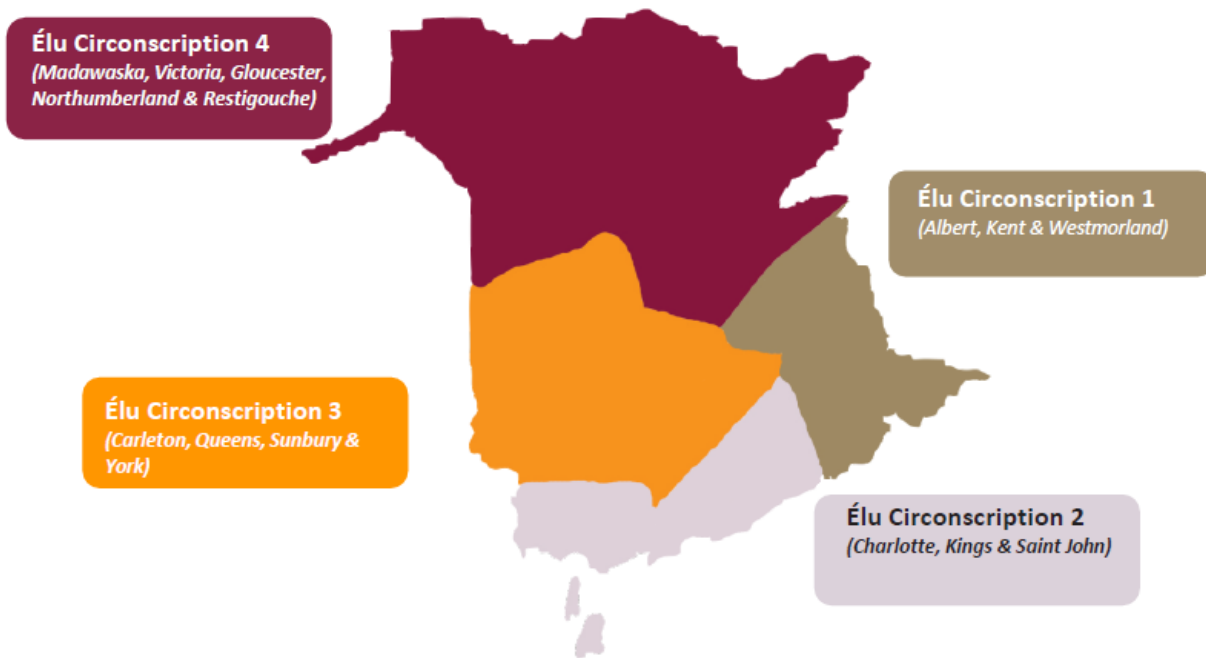 Élu Circonscription 4
(Madawaska, Victoria, Gloucester,
Northumberland & Restigouche)
Élu Circonscription 1
(Albert, Kent & Westmorland)
Élu Circonscription 3
(Carleton, Queens, Sunbury &
York)
Élu Circonscription 2
(Charlotte, Kings & Saint John)